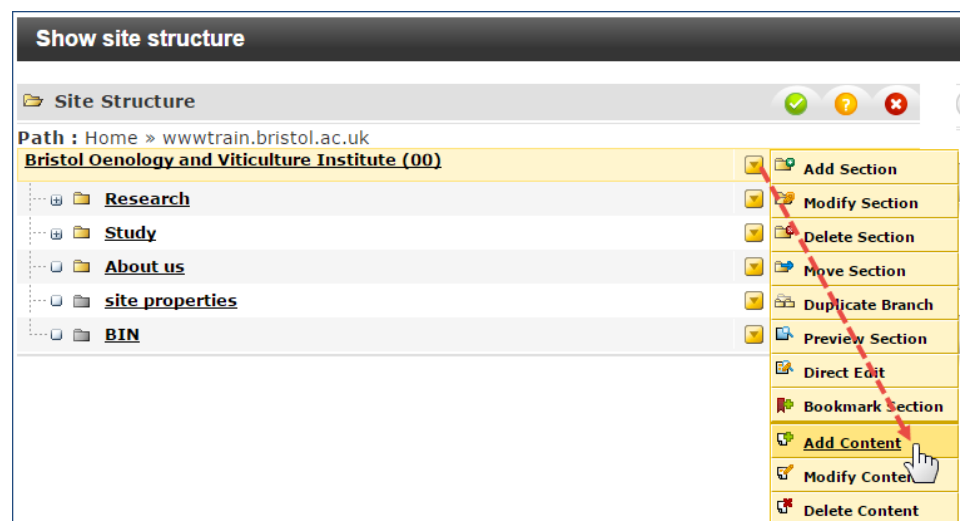 Show site structure
Site Structure
Path : Home » wwwtrain.bristol.ac.uk
Bristol Oenology and Viticulture Institute (00)
Research
Study
About us
site properties
BIN
Add Section
Modify Section
Delete Section
Move Section
Duplicate Branch
Preview Section
Direct Edit
Bookmark Section
Add Content
Modify
Delete Content